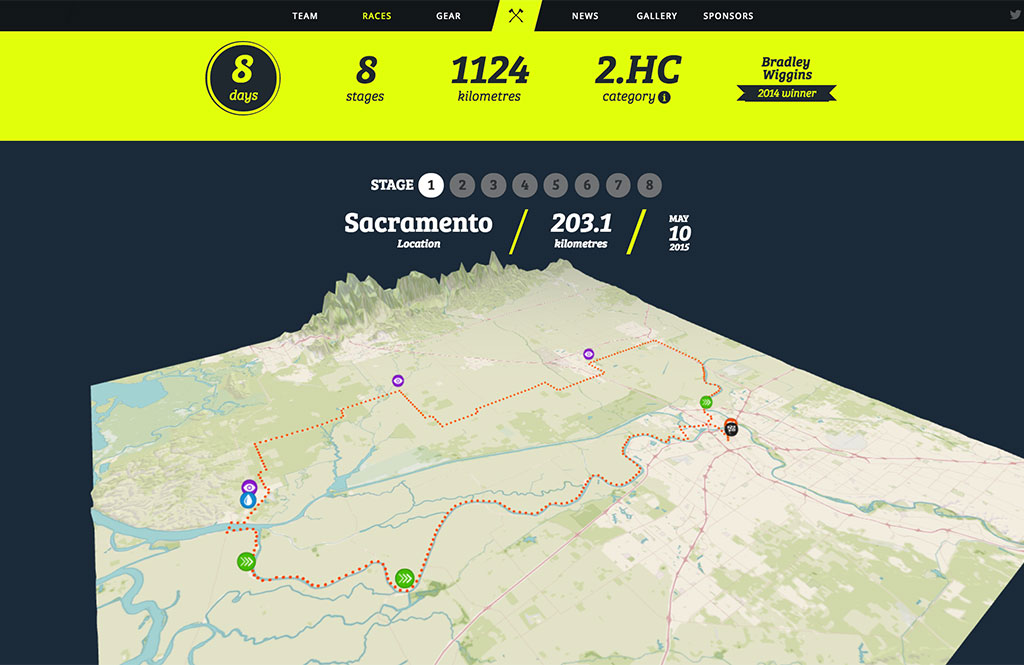 TEAM RACES GEAR NEWS GALLERY SPONSORS
8
days
8
stages
1124
kilometres
2.HC
category i
Bradley
Wiggins
2014 winner
STAGE 1 2 3 4 5 6 7 8
Sacramento
Location
203.1
kilometres
MAY
10
2015